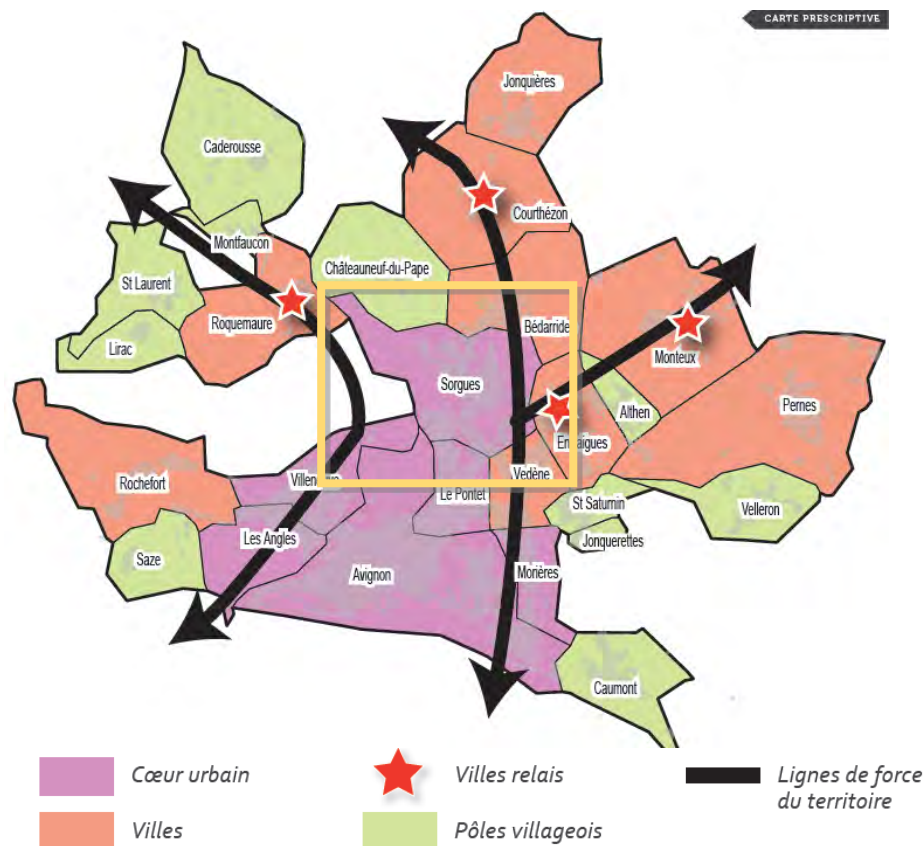 CARTE PRESCRIPTIVE
Jonquières
Caderousse
Courthézon
Montfaucon
Châteauneuf-du-Pape
St Laurent
Roquemaure
Bédarride
Lirac
Monteux
Sorgues
Althen
Pernes
Entraigues
Rochefort
Villeneuve
Vedène
Le Pontet
St Saturnin
Velleron
Les Angles
Jonquerettes
Saze
Avignon
Morières
Caumont
Cœur urbain
Villes relais
Lignes de force
du territoire
Villes
Pôles villageois